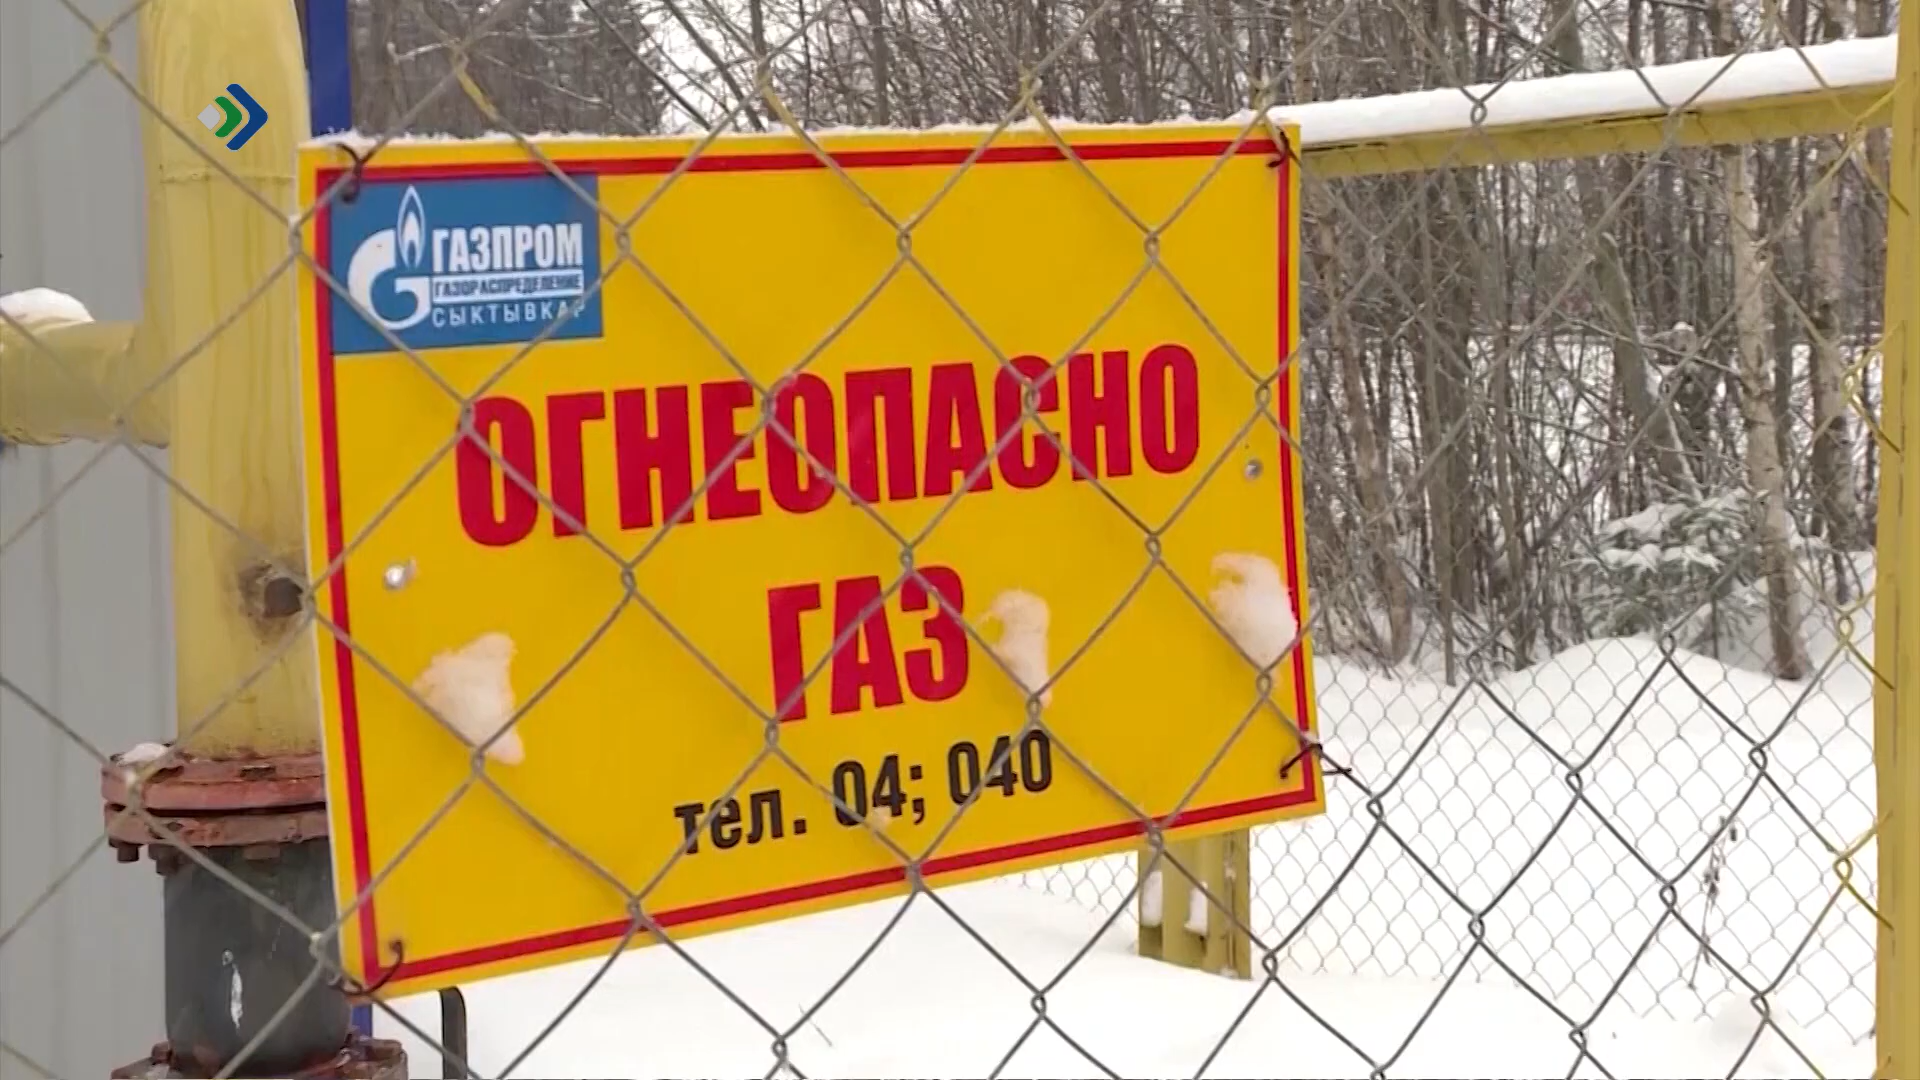 ГАЗПРОМ
ГАЗОРАСПРЕДЕЛЕНИЕ
СЫКТЫВКАР
ОГНЕОПАСНО
ГАЗ
тел. 04; 040